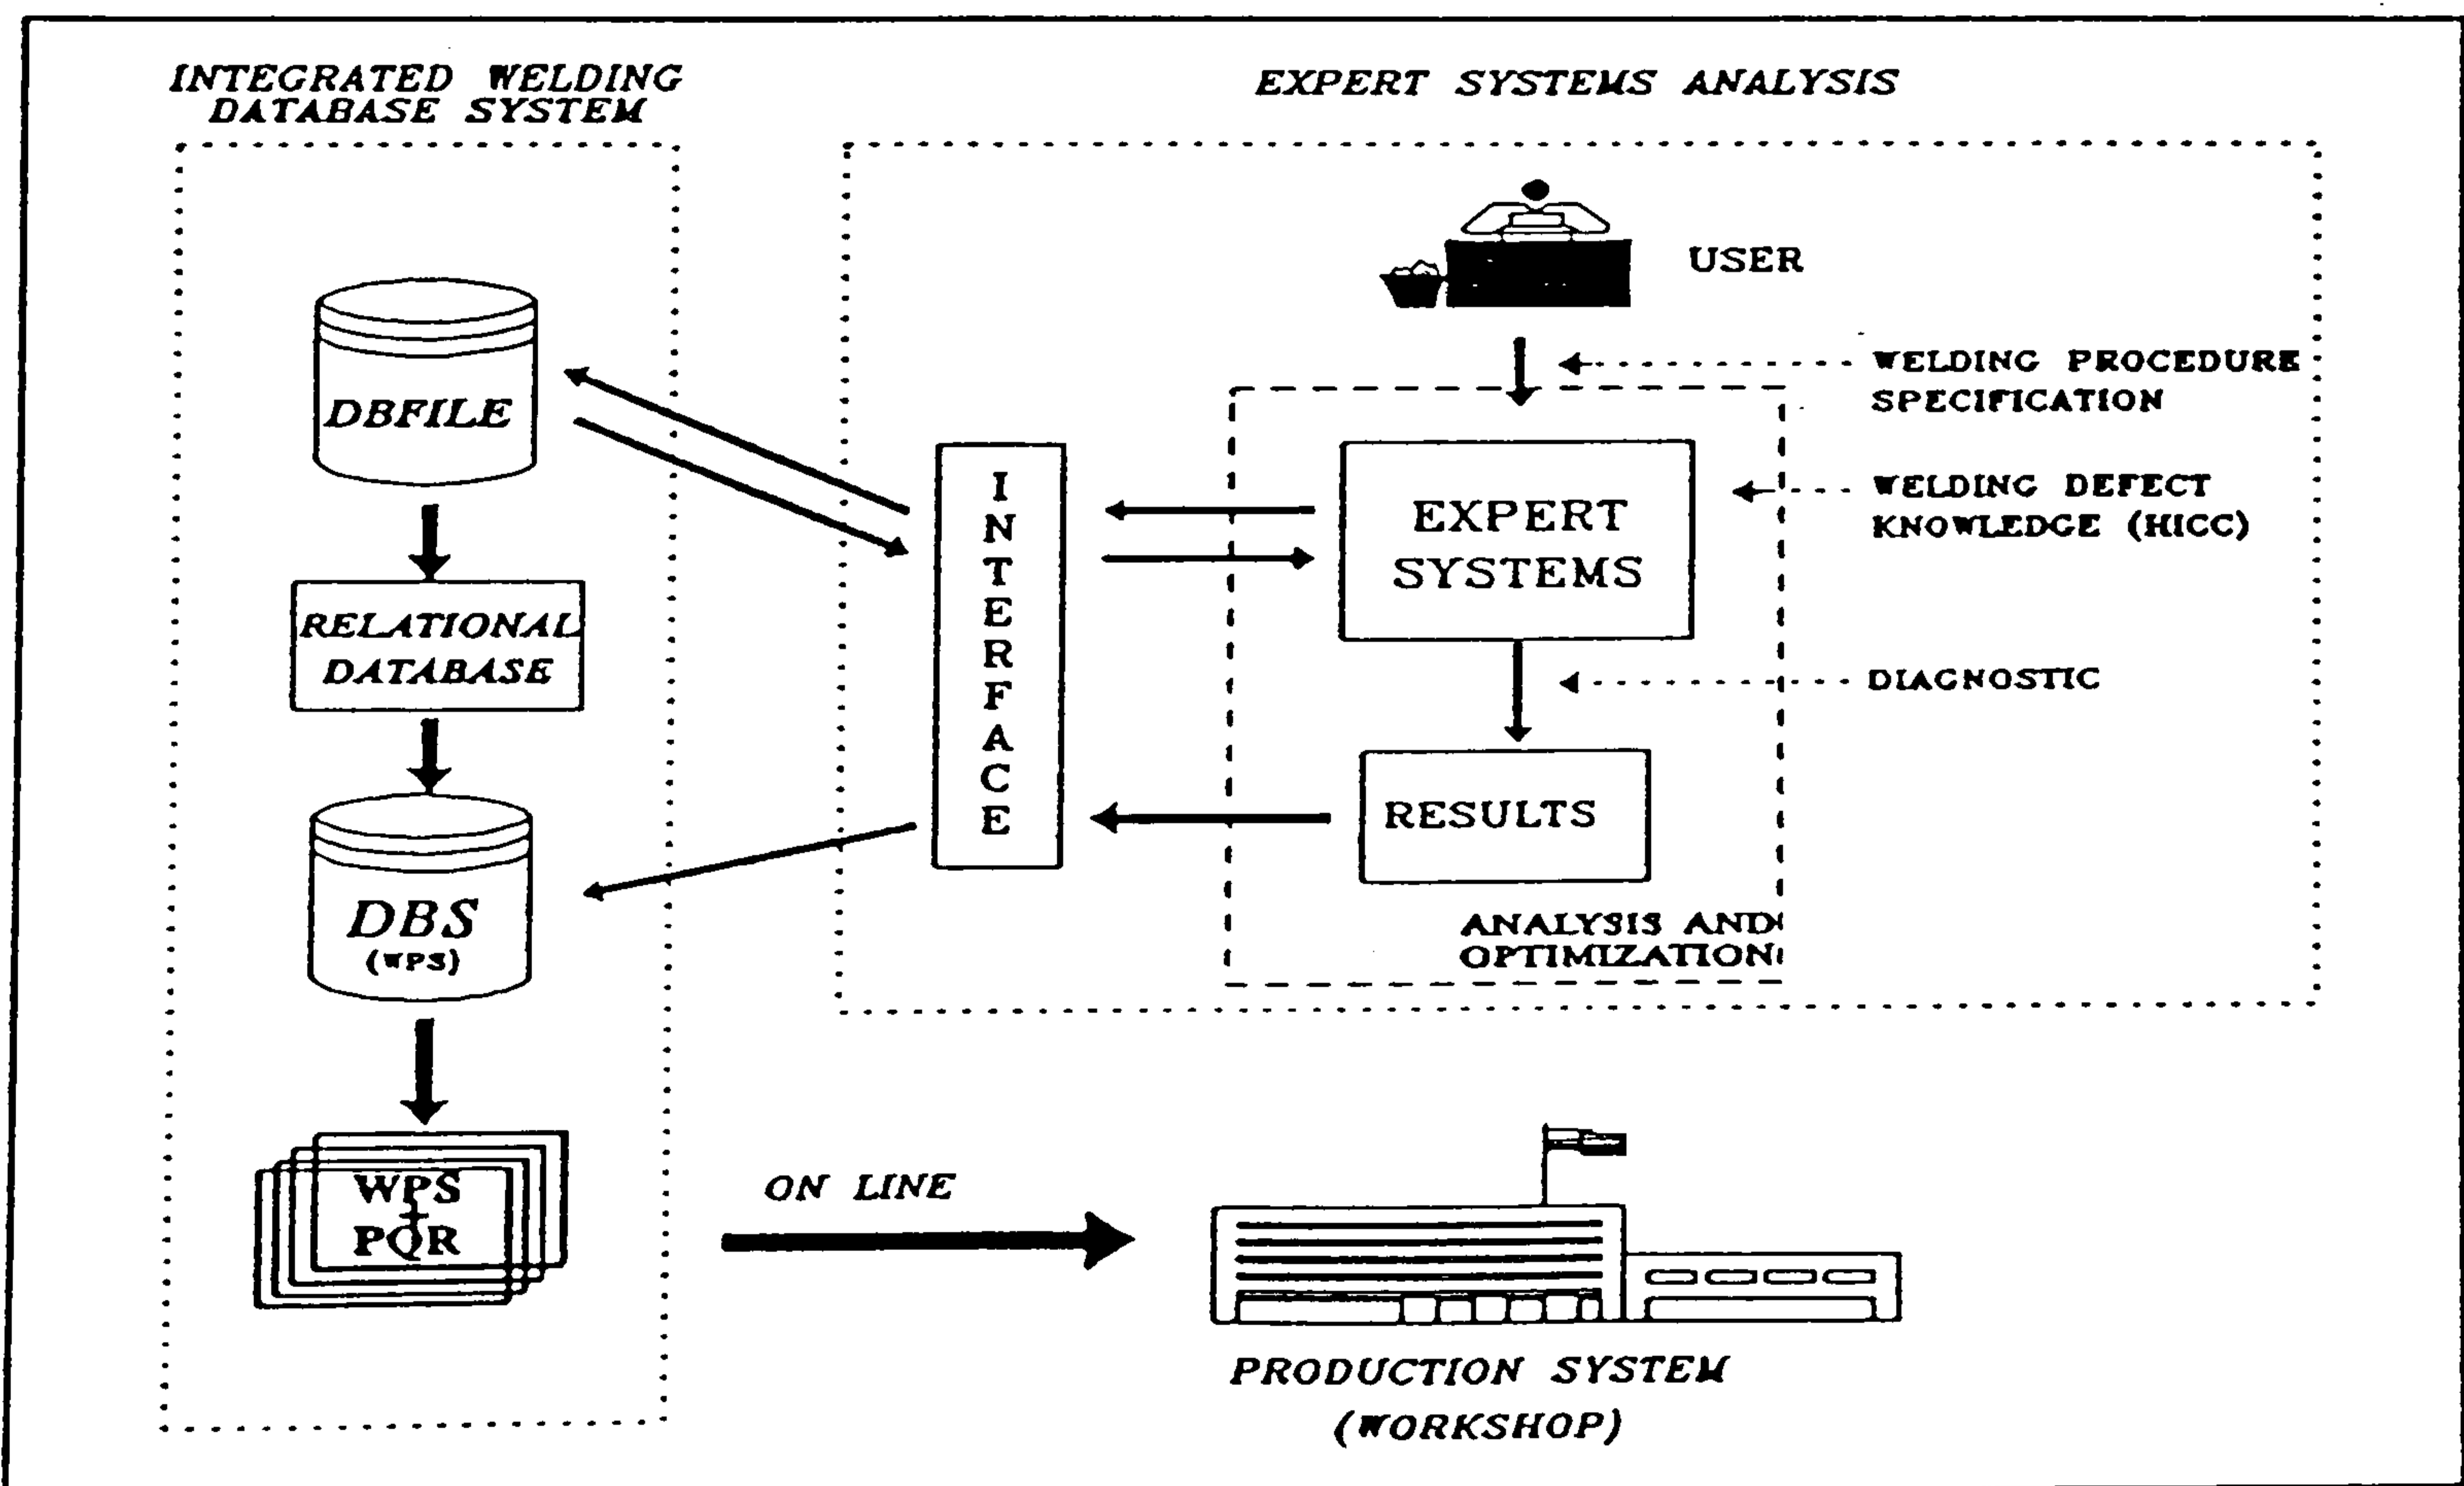 INTEGRATED WELDING
DATABASE SYSTEM
EXPERT SYSTEMS ANALYSIS
USER
WELDING PROCEDURE
SPECIFICATION
DBFILE
INTERFACE
EXPERT
SYSTEMS
WELDING DEFECT
KNOWLEDGE (HICC)
RELATIONAL
DATABASE
DIAGNOSTIC
RESULTS
DBS
(WPS)
ANALYSIS AND
OPTIMIZATION
WPS
+
PQR
ON LINE
PRODUCTION SYSTEM
(WORKSHOP)